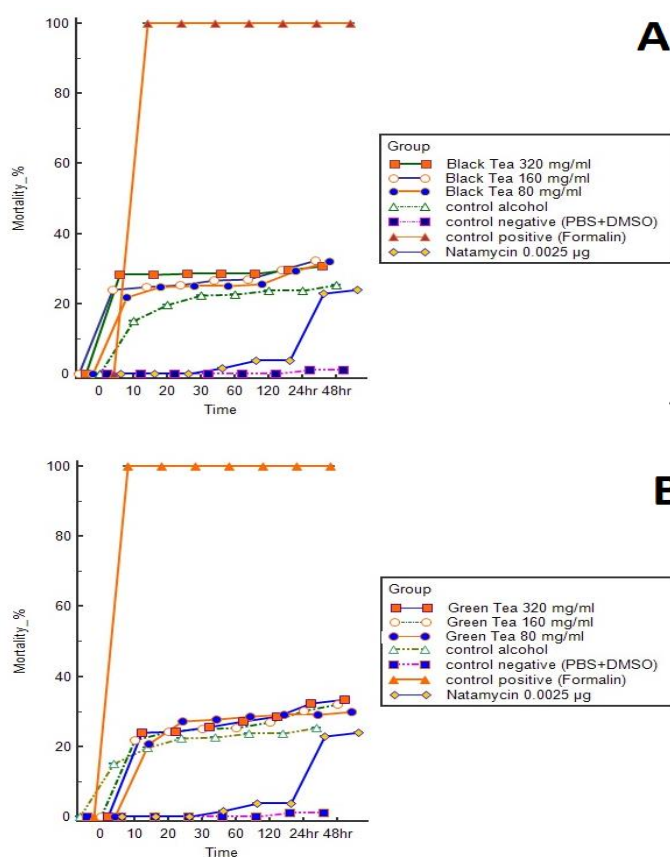 A
100
80
60
40
20
0
Mortality_%
0 10 20 30 60 120 24hr 48hr
Time
Group
Black Tea 320 mg/ml
Black Tea 160 mg/ml
Black Tea 80 mg/ml
control alcohol
control negative (PBS+DMSO)
control positive (Formalin)
Natamycin 0.0025 µg
B
100
80
60
40
20
0
Mortality_%
0 10 20 30 60 120 24hr 48hr
Time
Group
Green Tea 320 mg/ml
Green Tea 160 mg/ml
Green Tea 80 mg/ml
control alcohol
control negative (PBS+DMSO)
control positive (Formalin)
Natamycin 0.0025 µg